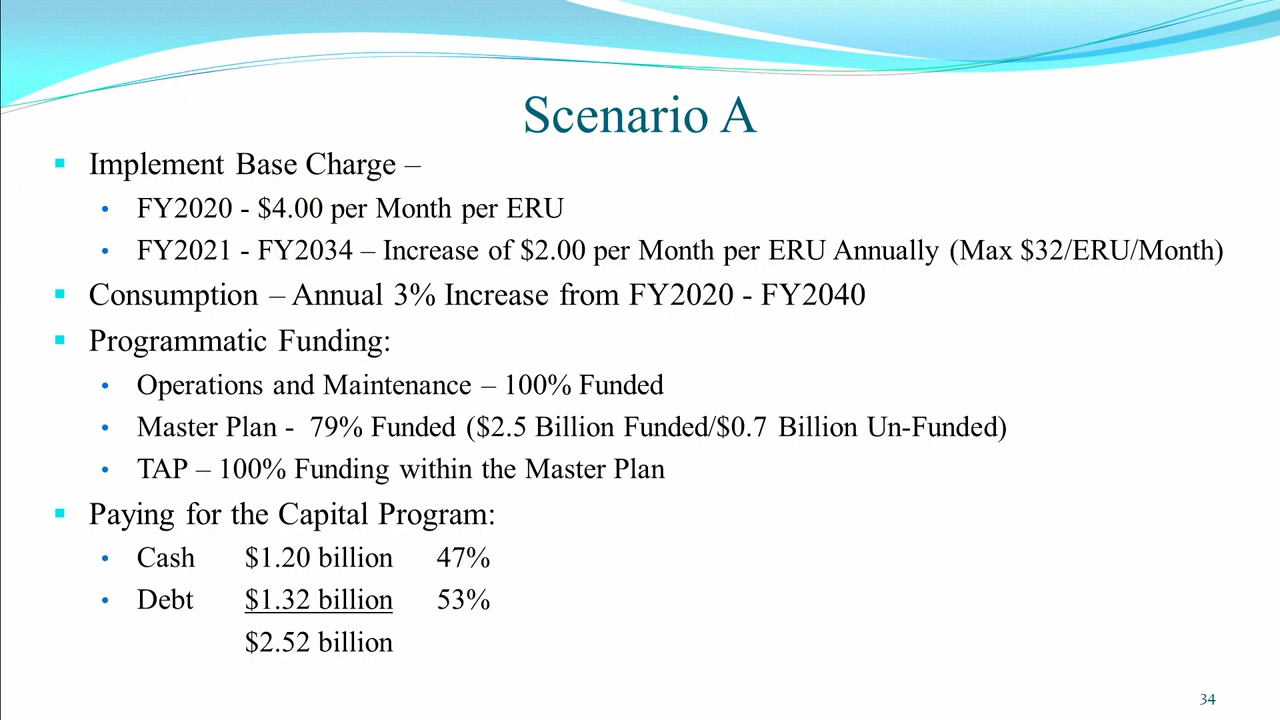 Scenario A
▪ Implement Base Charge –
• FY2020 - $4.00 per Month per ERU
• FY2021 - FY2034 – Increase of $2.00 per Month per ERU Annually (Max $32/ERU/Month)
▪ Consumption – Annual 3% Increase from FY2020 - FY2040
▪ Programmatic Funding:
• Operations and Maintenance – 100% Funded
• Master Plan - 79% Funded ($2.5 Billion Funded/$0.7 Billion Un-Funded)
• TAP – 100% Funding within the Master Plan
▪ Paying for the Capital Program:
• Cash $1.20 billion 47%
• Debt $1.32 billion 53%
$2.52 billion
34